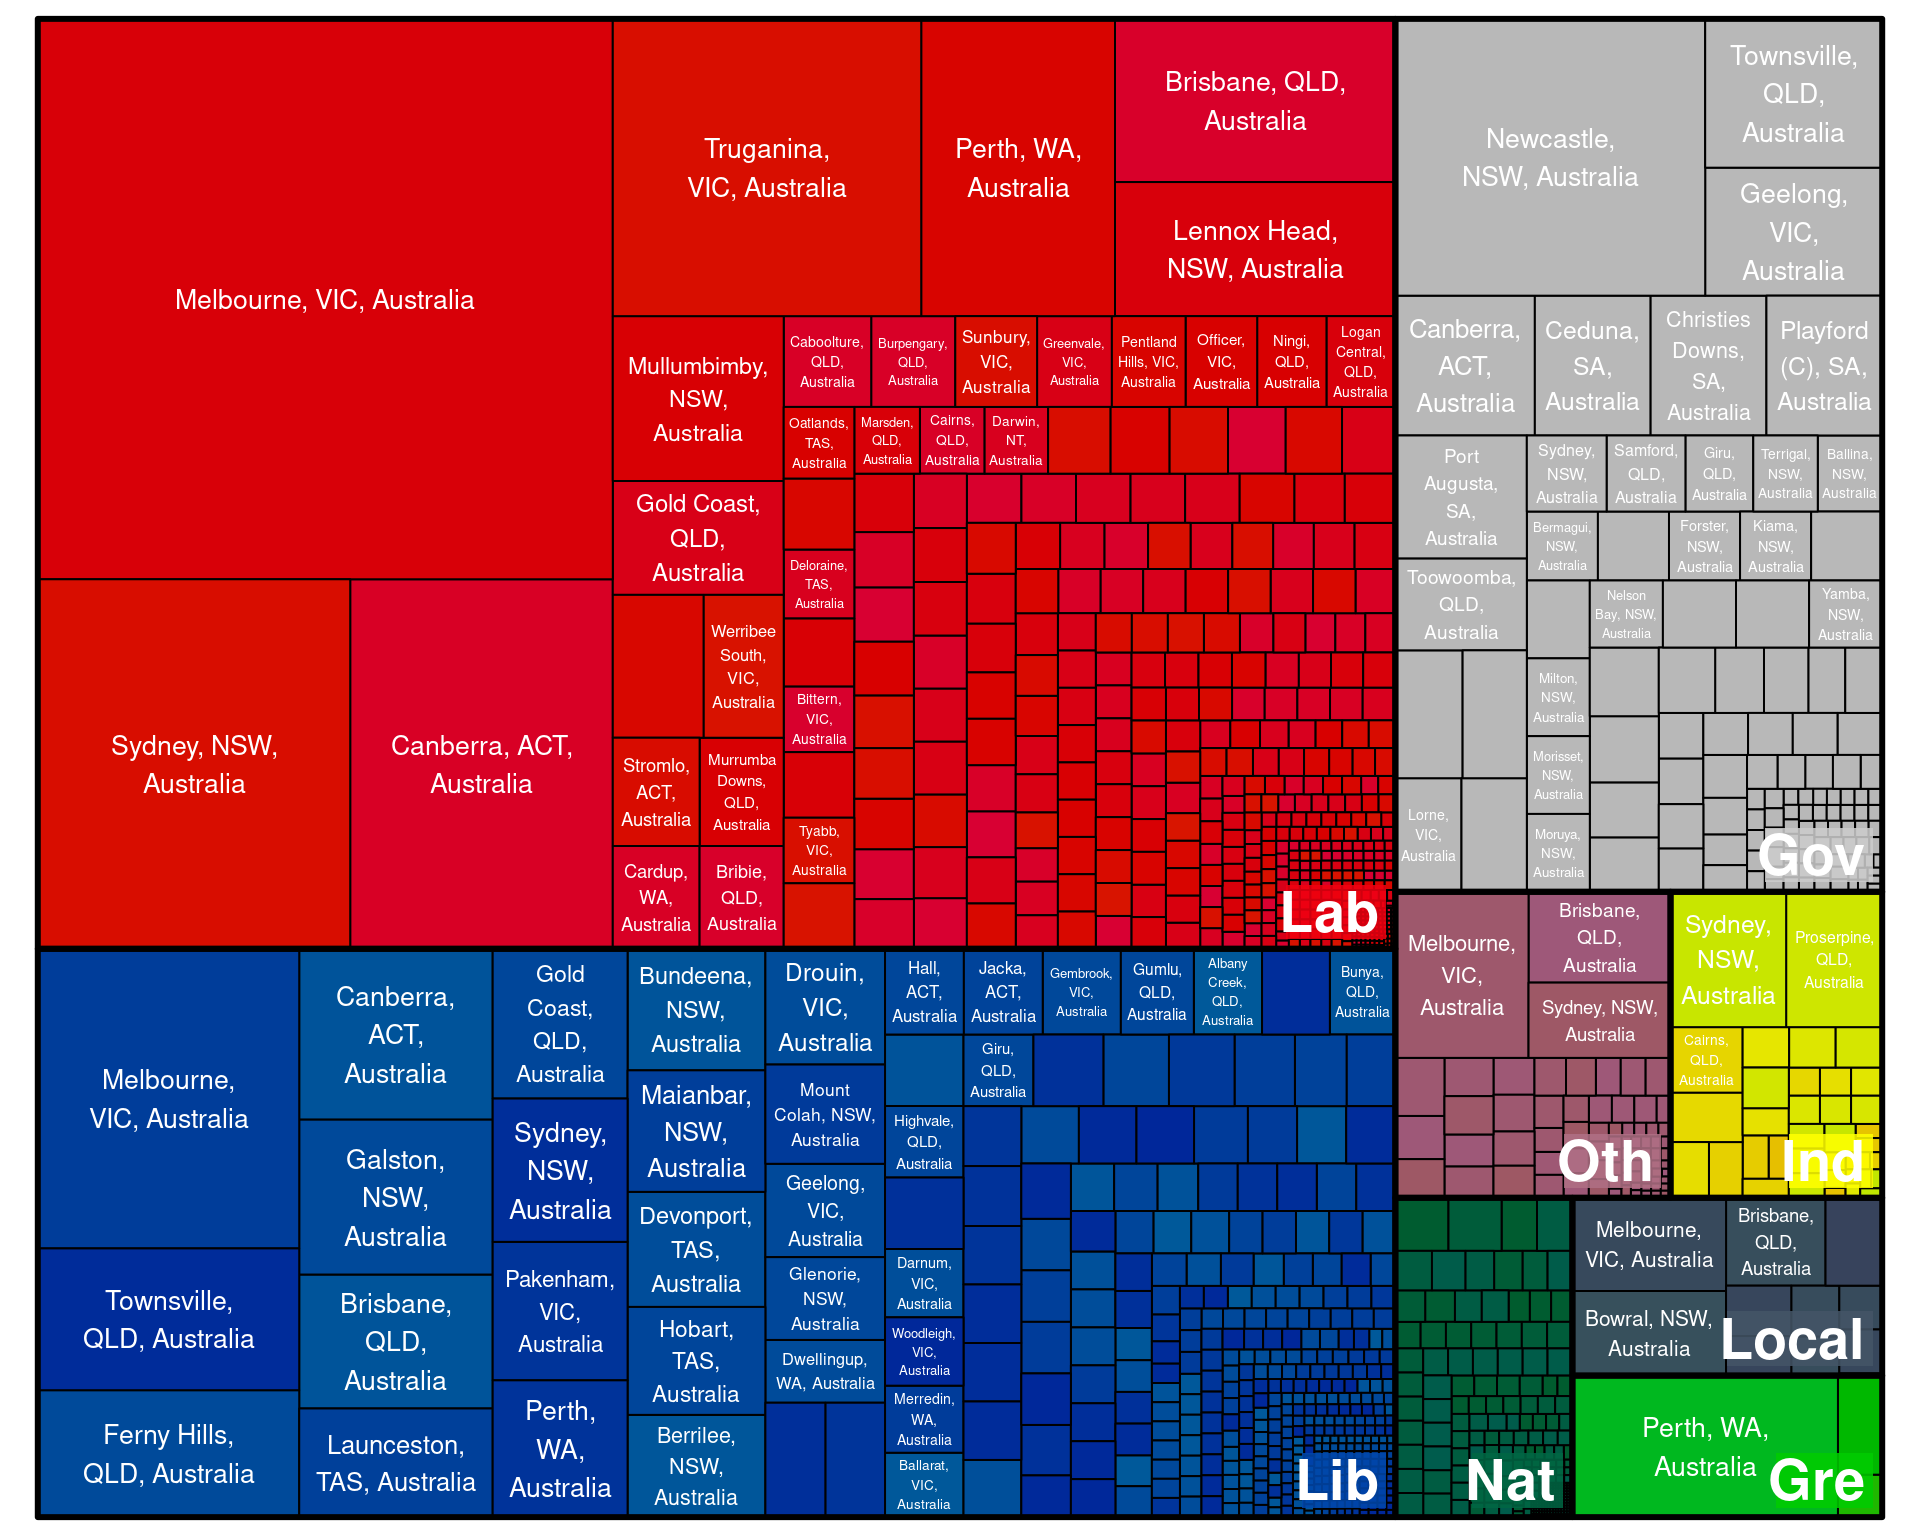 Melbourne, VIC, Australia
Sydney, NSW,
Australia
Canberra, ACT,
Australia
Truganina,
VIC, Australia
Perth, WA,
Australia
Brisbane, QLD,
Australia
Lennox Head,
NSW, Australia
Mullumbimby,
NSW,
Australia
Gold Coast,
QLD,
Australia
Werribee
South,
VIC,
Australia
Stromlo,
ACT,
Australia
Murrumba
Downs,
QLD,
Australia
Cardup,
WA,
Australia
Bribie,
QLD,
Australia
Caboolture,
QLD,
Australia
Burpengary,
QLD,
Australia
Sunbury,
VIC,
Australia
Greenvale,
VIC,
Australia
Pentland
Hills, VIC,
Australia
Officer,
VIC,
Australia
Ningi,
QLD,
Australia
Logan
Central,
QLD,
Australia
Oatlands,
TAS,
Australia
Marsden,
QLD,
Australia
Cairns,
QLD,
Australia
Darwin,
NT,
Australia
Deloraine,
TAS,
Australia
Bittern,
VIC,
Australia
Tyabb,
VIC,
Australia
Lab
Newcastle,
NSW, Australia
Townsville,
QLD,
Australia
Geelong,
VIC,
Australia
Canberra,
ACT,
Australia
Ceduna,
SA,
Australia
Christies
Downs,
SA,
Australia
Playford
(C), SA,
Australia
Port
Augusta,
SA,
Australia
Toowoomba,
QLD,
Australia
Lorne,
VIC,
Australia
Sydney,
NSW,
Australia
Samford,
QLD,
Australia
Giru,
QLD,
Australia
Terrigal,
NSW,
Australia
Ballina,
NSW,
Australia
Bermagui,
NSW,
Australia
Forster,
NSW,
Australia
Kiama,
NSW,
Australia
Nelson
Bay, NSW,
Australia
Yamba,
NSW,
Australia
Milton,
NSW,
Australia
Morisset,
NSW,
Australia
Moruya,
NSW,
Australia
Gov
Melbourne,
VIC, Australia
Townsville,
QLD, Australia
Ferny Hills,
QLD, Australia
Canberra,
ACT,
Australia
Galston,
NSW,
Australia
Brisbane,
QLD,
Australia
Launceston,
TAS, Australia
Gold
Coast,
QLD,
Australia
Sydney,
NSW,
Australia
Pakenham,
VIC,
Australia
Perth,
WA,
Australia
Bundeena,
NSW,
Australia
Maianbar,
NSW,
Australia
Devonport,
TAS,
Australia
Hobart,
TAS,
Australia
Berrilee,
NSW,
Australia
Drouin,
VIC,
Australia
Mount
Colah, NSW,
Australia
Geelong,
VIC,
Australia
Glenorie,
NSW,
Australia
Dwellingup,
WA, Australia
Hall,
ACT,
Australia
Jacka,
ACT,
Australia
Gembrook,
VIC,
Australia
Gumlu,
QLD,
Australia
Albany
Creek,
QLD,
Australia
Bunya,
QLD,
Australia
Giru,
QLD,
Australia
Highvale,
QLD,
Australia
Darnum,
VIC,
Australia
Woodleigh,
VIC,
Australia
Merredin,
WA,
Australia
Ballarat,
VIC,
Australia
Lib
Melbourne,
VIC,
Australia
Brisbane,
QLD,
Australia
Sydney, NSW,
Australia
Oth
Sydney,
NSW,
Australia
Proserpine,
QLD,
Australia
Cairns,
QLD,
Australia
Ind
Nat
Melbourne,
VIC, Australia
Brisbane,
QLD,
Australia
Bowral, NSW,
Australia
Local
Perth, WA,
Australia
Gre